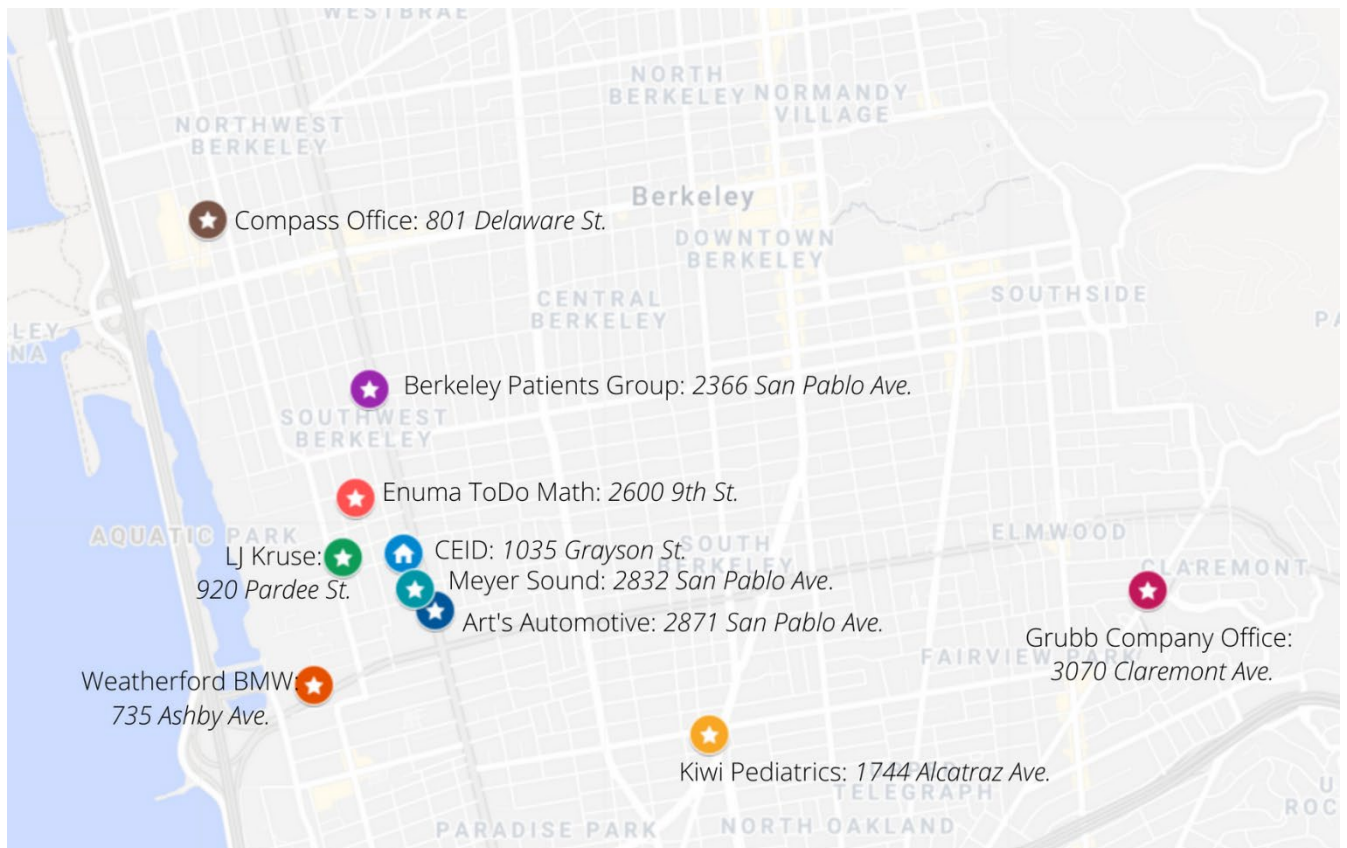 WESTBRAE
NORTH
BERKELEY
NORMANDY
VILLAGE
NORTHWEST
BERKELEY
Berkeley
Compass Office: 801 Delaware St.
DOWNTOWN
BERKELEY
CENTRAL
BERKELEY
SOUTHSIDE
Berkeley Patients Group: 2366 San Pablo Ave.
SOUTHWEST
BERKELEY
Enuma ToDo Math: 2600 9th St.
AQUATIC PARK
ELMWOOD
LJ Kruse:
920 Pardee St.
CEID: 1035 Grayson St.
SOUTH
BERKELEY
CLAREMONT
Meyer Sound: 2832 San Pablo Ave.
Art's Automotive: 2871 San Pablo Ave.
Grubb Company Office:
3070 Claremont Ave.
FAIRVIEW PARK
Weatherford BMW:
735 Ashby Ave.
Kiwi Pediatrics: 1744 Alcatraz Ave.
TELEGRAPH
PARADISE PARK
NORTH OAKLAND